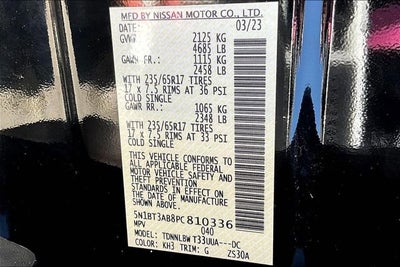 MFD BY NISSAN MOTOR CO., LTD.
DATE: 03/23
GVWR 2125 KG
4685 LB
GAWR FR.: 1115 KG
2458 LB
WITH 235/65R17 TIRES
17 x 7.5 RIMS AT 36 PSI
COLD SINGLE
GAWR RR.: 1065 KG
2348 LB
WITH 235/65R17 TIRES
17 x 7.5 RIMS AT 33 PSI
COLD SINGLE
THIS VEHICLE CONFORMS TO
ALL APPLICABLE FEDERAL
MOTOR VEHICLE SAFETY AND
THEFT PREVENTION
STANDARDS IN EFFECT ON
THE DATE OF MANUFACTURE
SHOWN ABOVE.
5N1BT3AB8PC810336
MPV 040
MODEL: TDNNLBW T33UUA---DC
COLOR: KH3 TRIM: G ZS30A